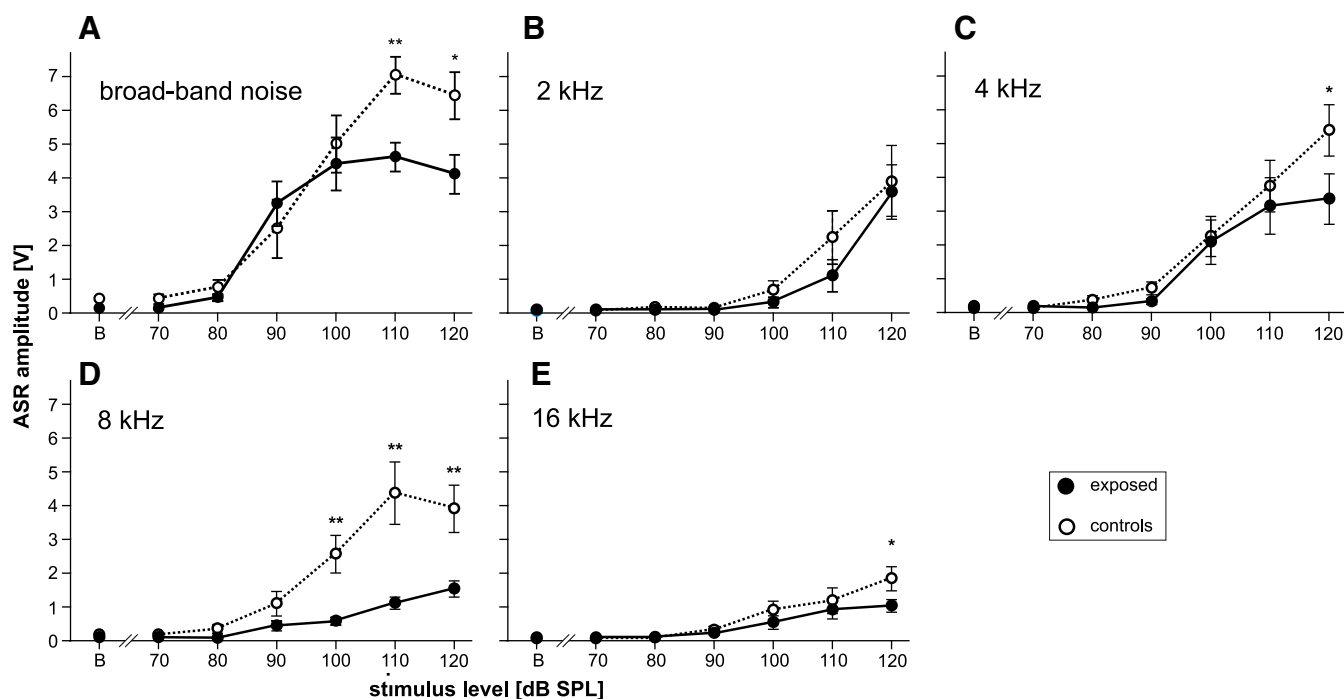 A
B
C
broad-band noise
2 kHz
4 kHz
**
*
*
7
6
5
4
3
2
1
0
B 70 80 90 100 110 120
B 70 80 90 100 110 120
B 70 80 90 100 110 120
ASR amplitude [V]
D
E
8 kHz
16 kHz
**
**
**
*
7
6
5
4
3
2
1
0
B 70 80 90 100 110 120
B 70 80 90 100 110 120
stimulus level [dB SPL]
exposed
controls